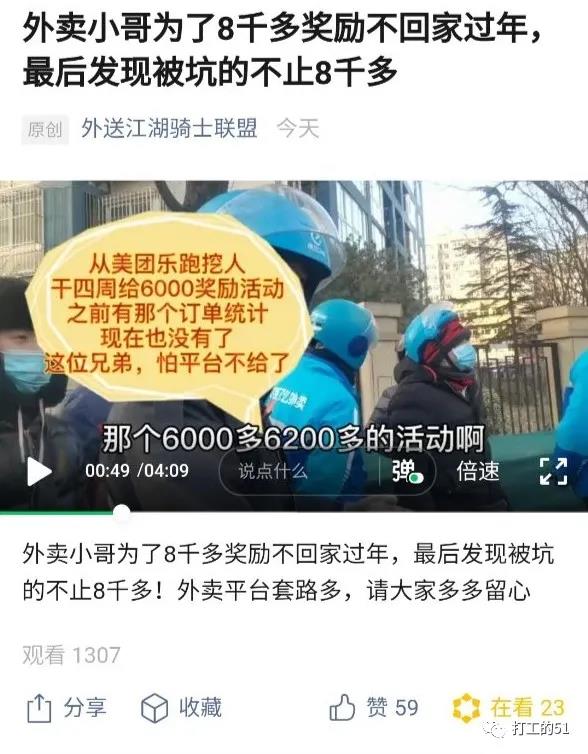 外卖小哥为了8千多奖励不回家过年，
最后发现被坑的不止8千多
原创 外送江湖骑士联盟 今天
从美团乐跑挖人
干四周给6000奖励活动
之前有那个订单统计
现在也没有了
这位兄弟，怕平台不给了
那个6000多6200多的活动啊
00:49 /04:09 说点什么 弹 倍速
外卖小哥为了8千多奖励不回家过年，最后发现被坑
的不止8千多！外卖平台套路多，请大家多多留心
观看 1307
分享 收藏 赞 59 在看 23
打工的51